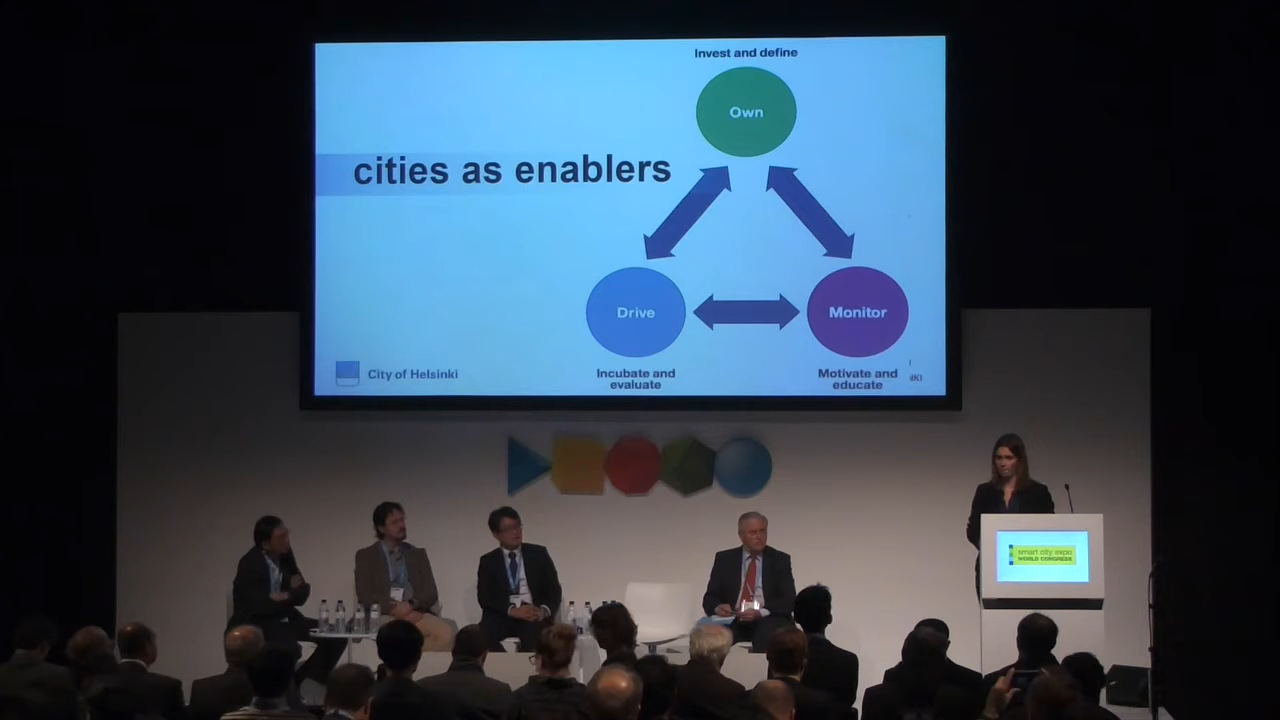 Invest and define
Own
cities as enablers
Drive
Monitor
City of Helsinki
Incubate and
evaluate
Motivate and
educate
smart city expo
WORLD CONGRESS